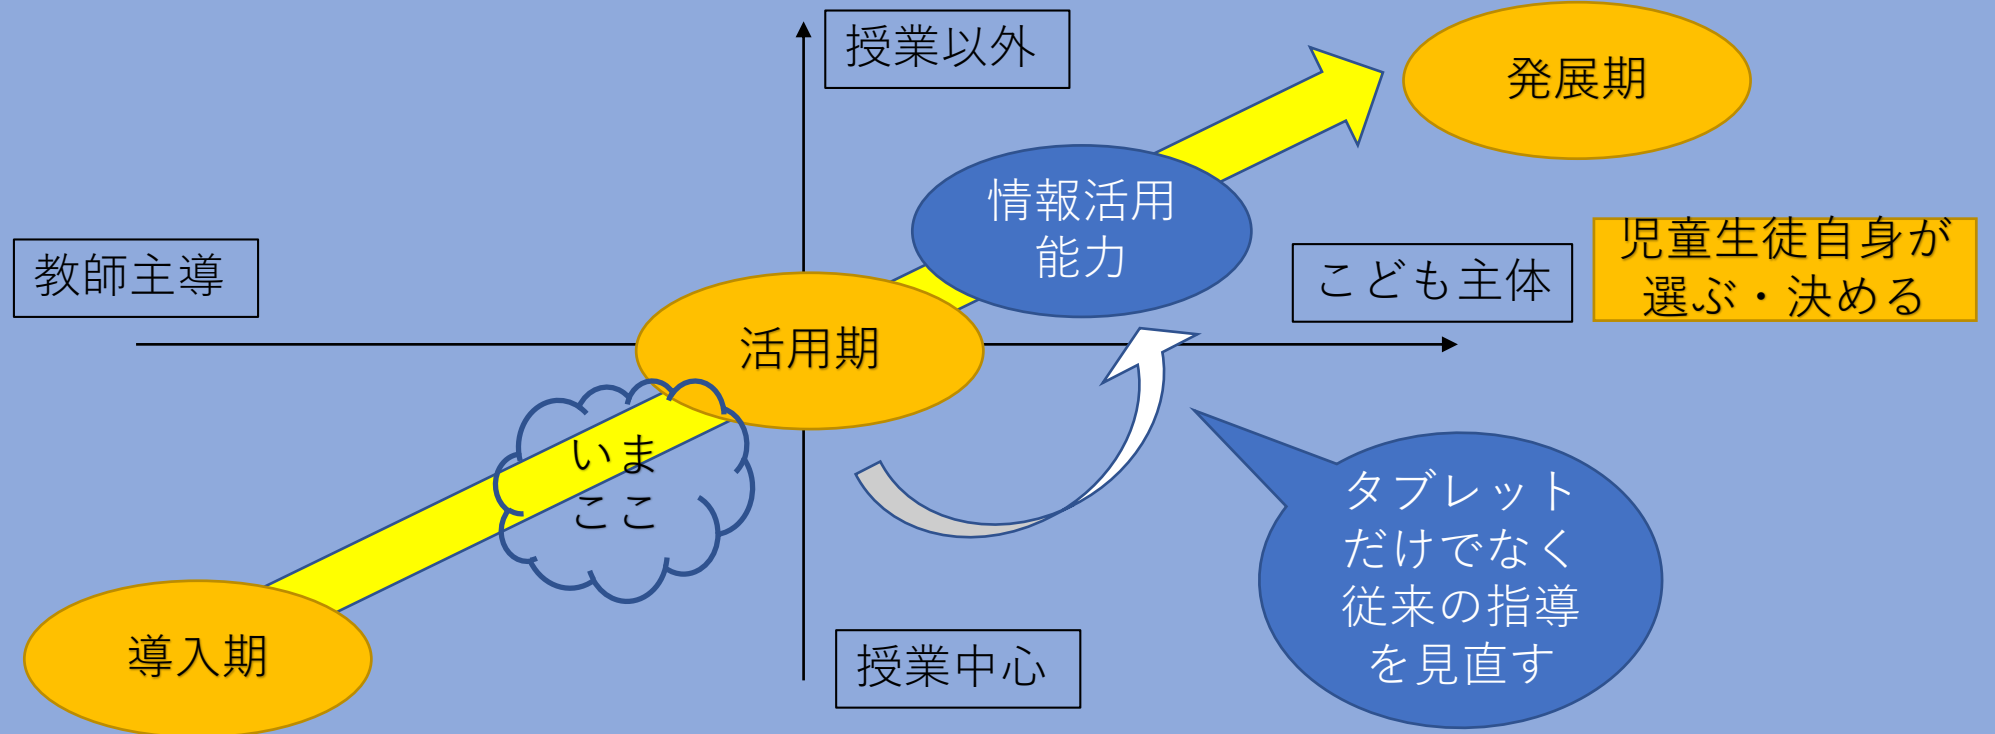 授業以外
発展期
情報活用
能力
教師主導
こども主体
児童生徒自身が
選ぶ・決める
活用期
いま
ここ
タブレット
だけでなく
従来の指導
を見直す
導入期
授業中心